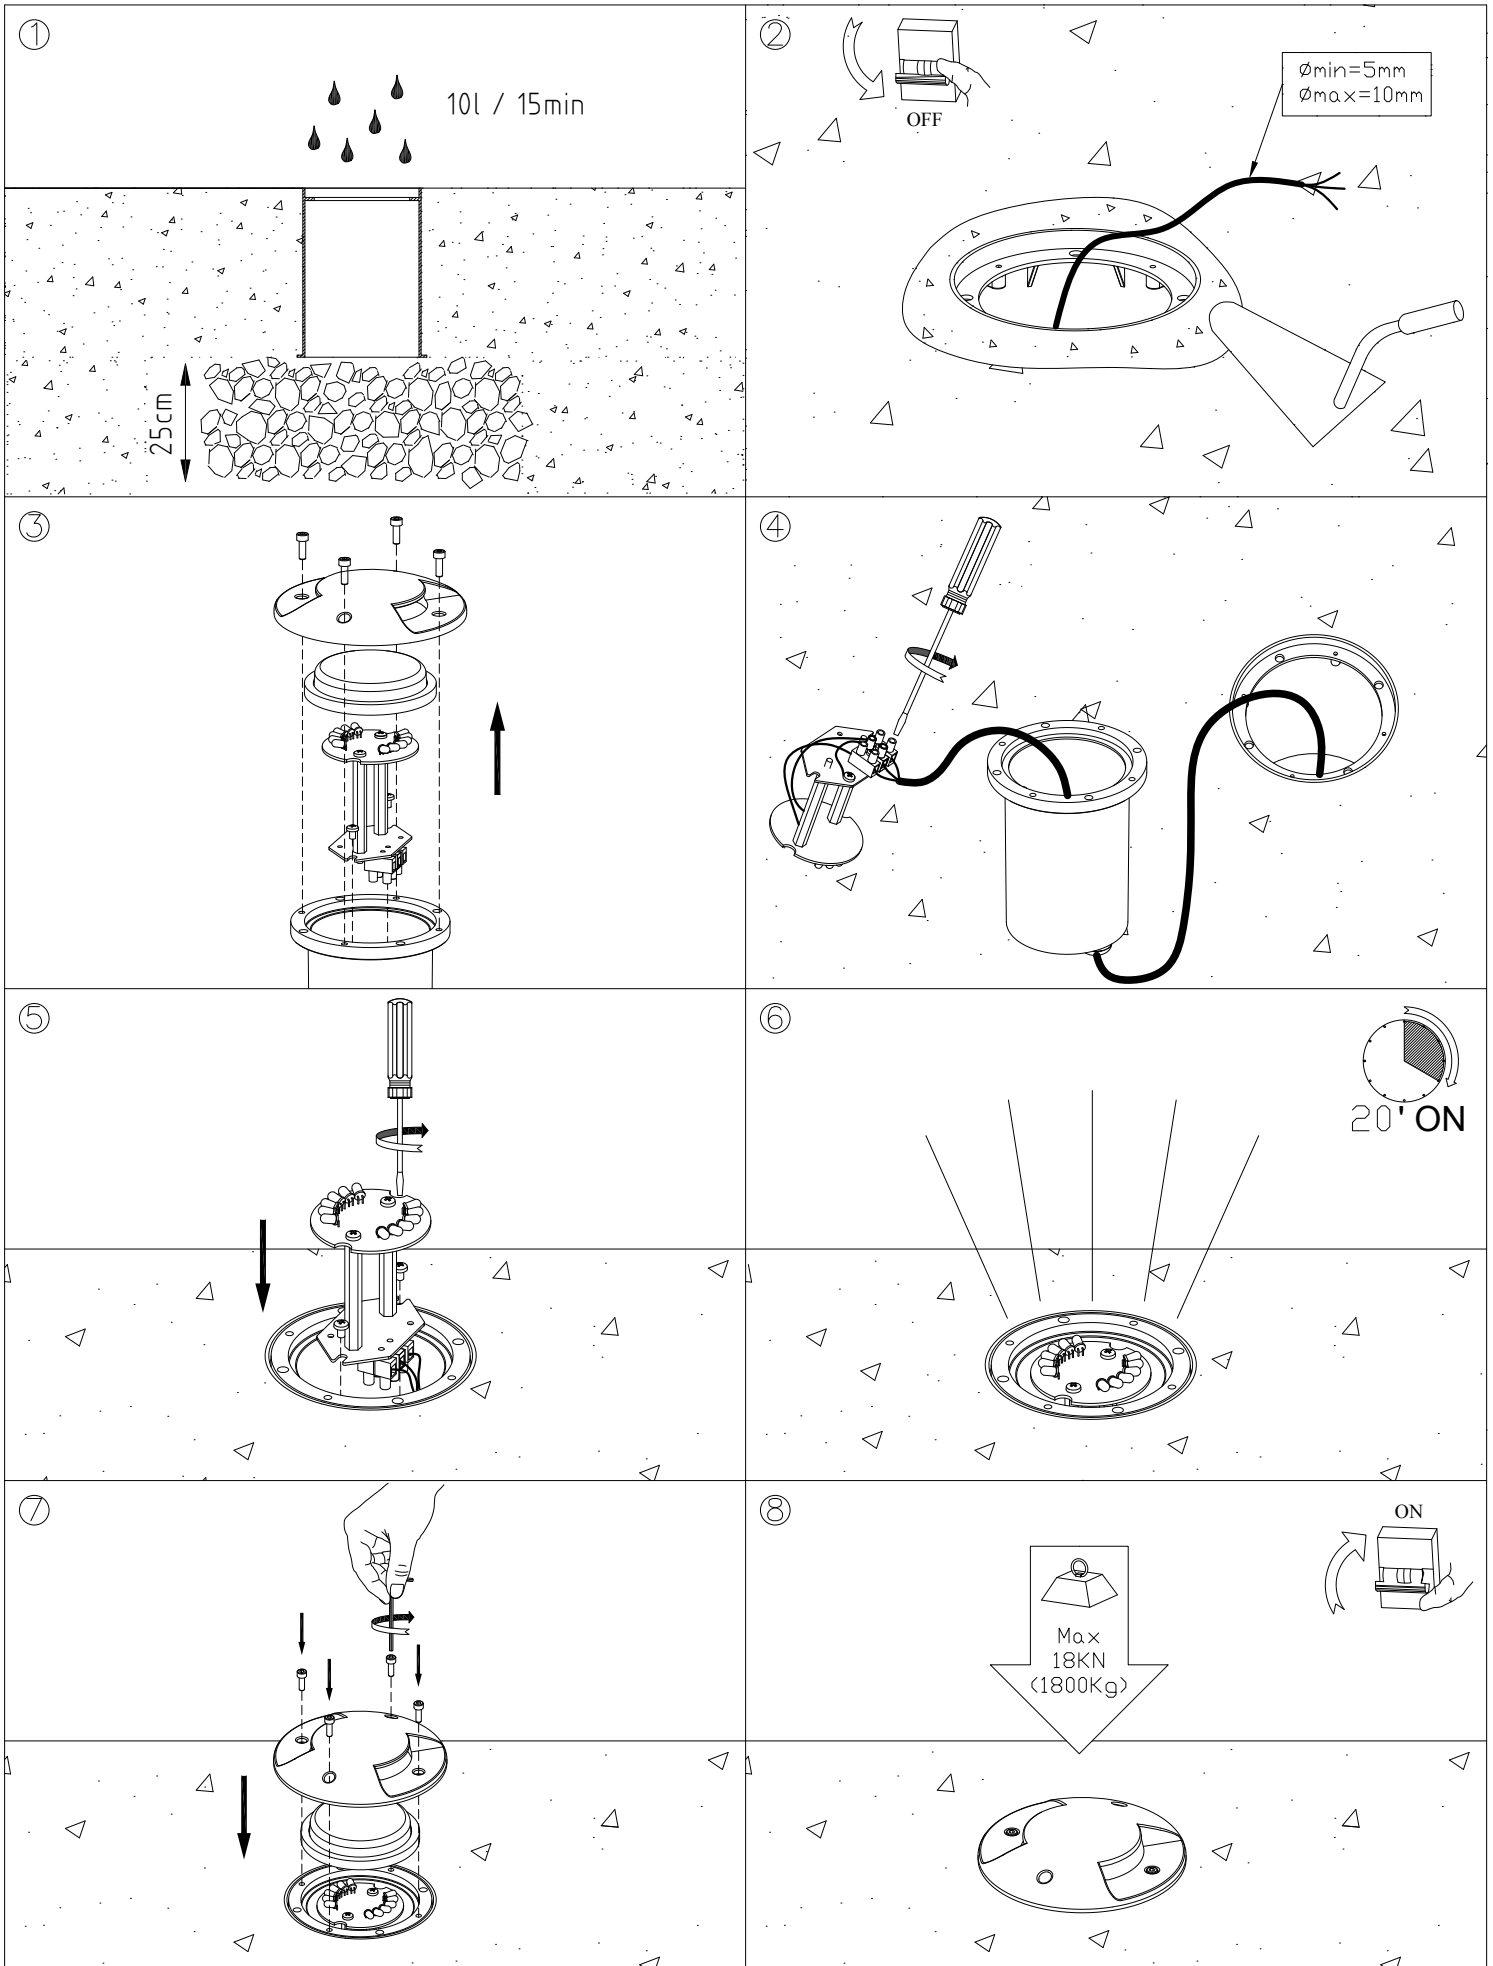 1
10l / 15min
25cm
2
OFF
Ømin=5mm
Ømax=10mm
3
4
5
6
20' ON
7
8
ON
Max
18KN
(1800Kg)